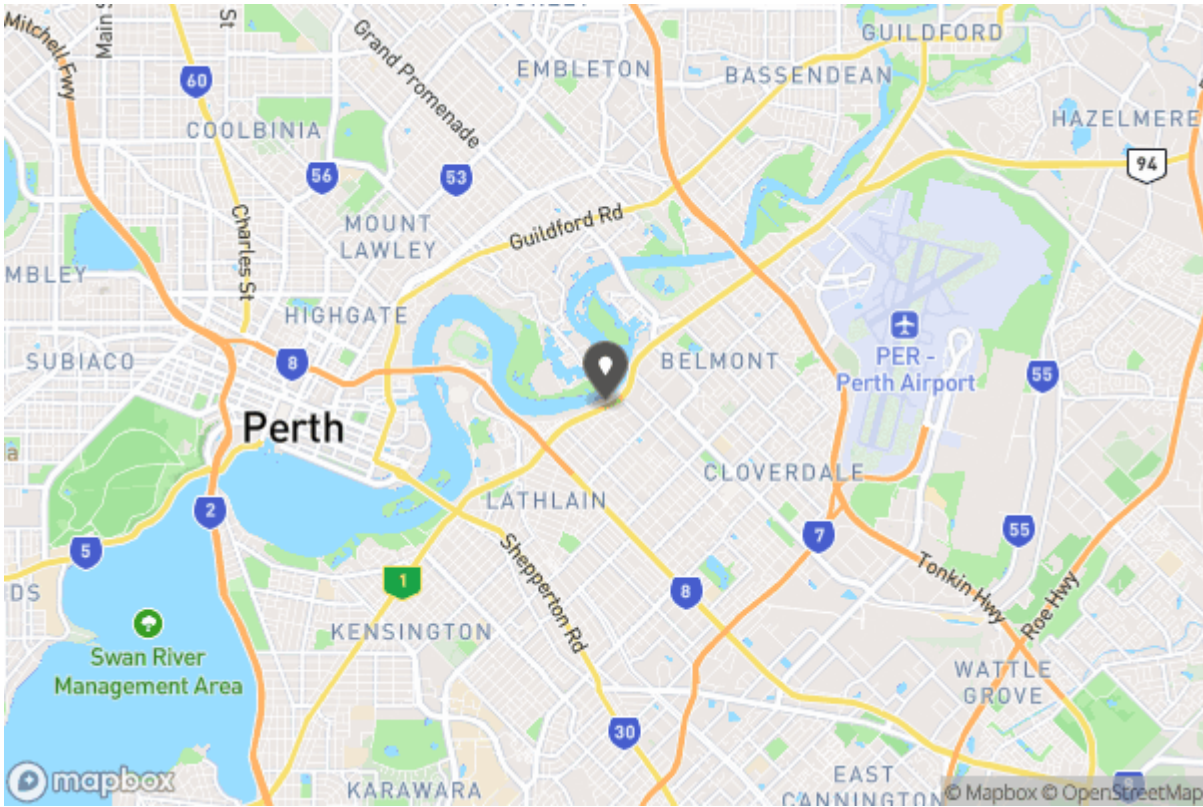 Mitchell Fwy
Main S
St
60
Grand Promenade
EMBLETON
BASSENDEAN
GUILDFORD
HAZELMERE
COOLBINIA
56
53
94
Charles St
MOUNT
LAWLEY
Guildford Rd
MBLEY
HIGHGATE
SUBIACO
8
BELMONT
PER -
Perth Airport
55
Perth
a
CLOVERDALE
LATHLAIN
2
5
7
55
Shepperton Rd
Tonkin Hwy
Roe Hwy
1
8
DS
KENSINGTON
Swan River
Management Area
WATTLE
GROVE
30
mapbox
KARAWARA
EAST
CANNINGTON
8
© Mapbox © OpenStreetMap